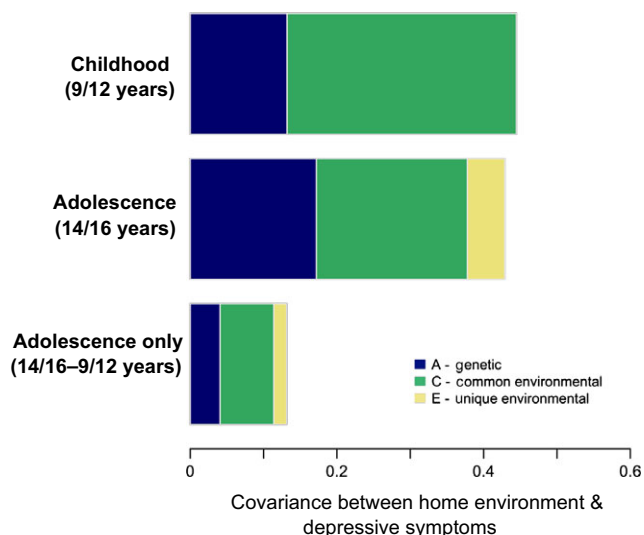 Childhood
(9/12 years)
Adolescence
(14/16 years)
Adolescence only
(14/16–9/12 years)
A - genetic
C - common environmental
E - unique environmental
0
0.2
0.4
0.6
Covariance between home environment &
depressive symptoms